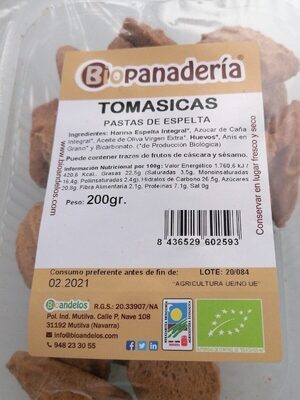 Biopanadería®
TOMASICAS
PASTAS DE ESPELTA
Ingredientes: Harina Espelta Integral*, Azúcar de Caña
Integral*, Aceite de Oliva Virgen Extra*, Huevos*, Anís en
Grano* y Bicarbonato. (*de Producción Biológica)
Puede contener trazas de frutos de cáscara y sésamo.
Información Nutricional por 100g: Valor Energético 1.760,6 kJ /
420,6 Kcal., Grasas 22,5g (Saturadas 3,5g, Monoinsaturadas
16,4g, Poliinsaturadas 2,4g); Hidratos de Carbono 26,5g, Azúcares
20,8g, Fibra Alimentaria 2,1g, Proteínas 7,1g, Sal 0g
Peso: 200gr.
www.bioandelos.com
Conservar en lugar fresco y seco
8 436529 602593
Consumo preferente antes de fin de:
02.2021
LOTE: 20/084
"AGRICULTURA UE/NO UE"
Bioandelos
R.G.S.: 20.33907/NA
Pol. Ind. Mutilva. Calle P, Nave 108
31192 Mutilva (Navarra)
info@bioandelos.com
948 23 30 55